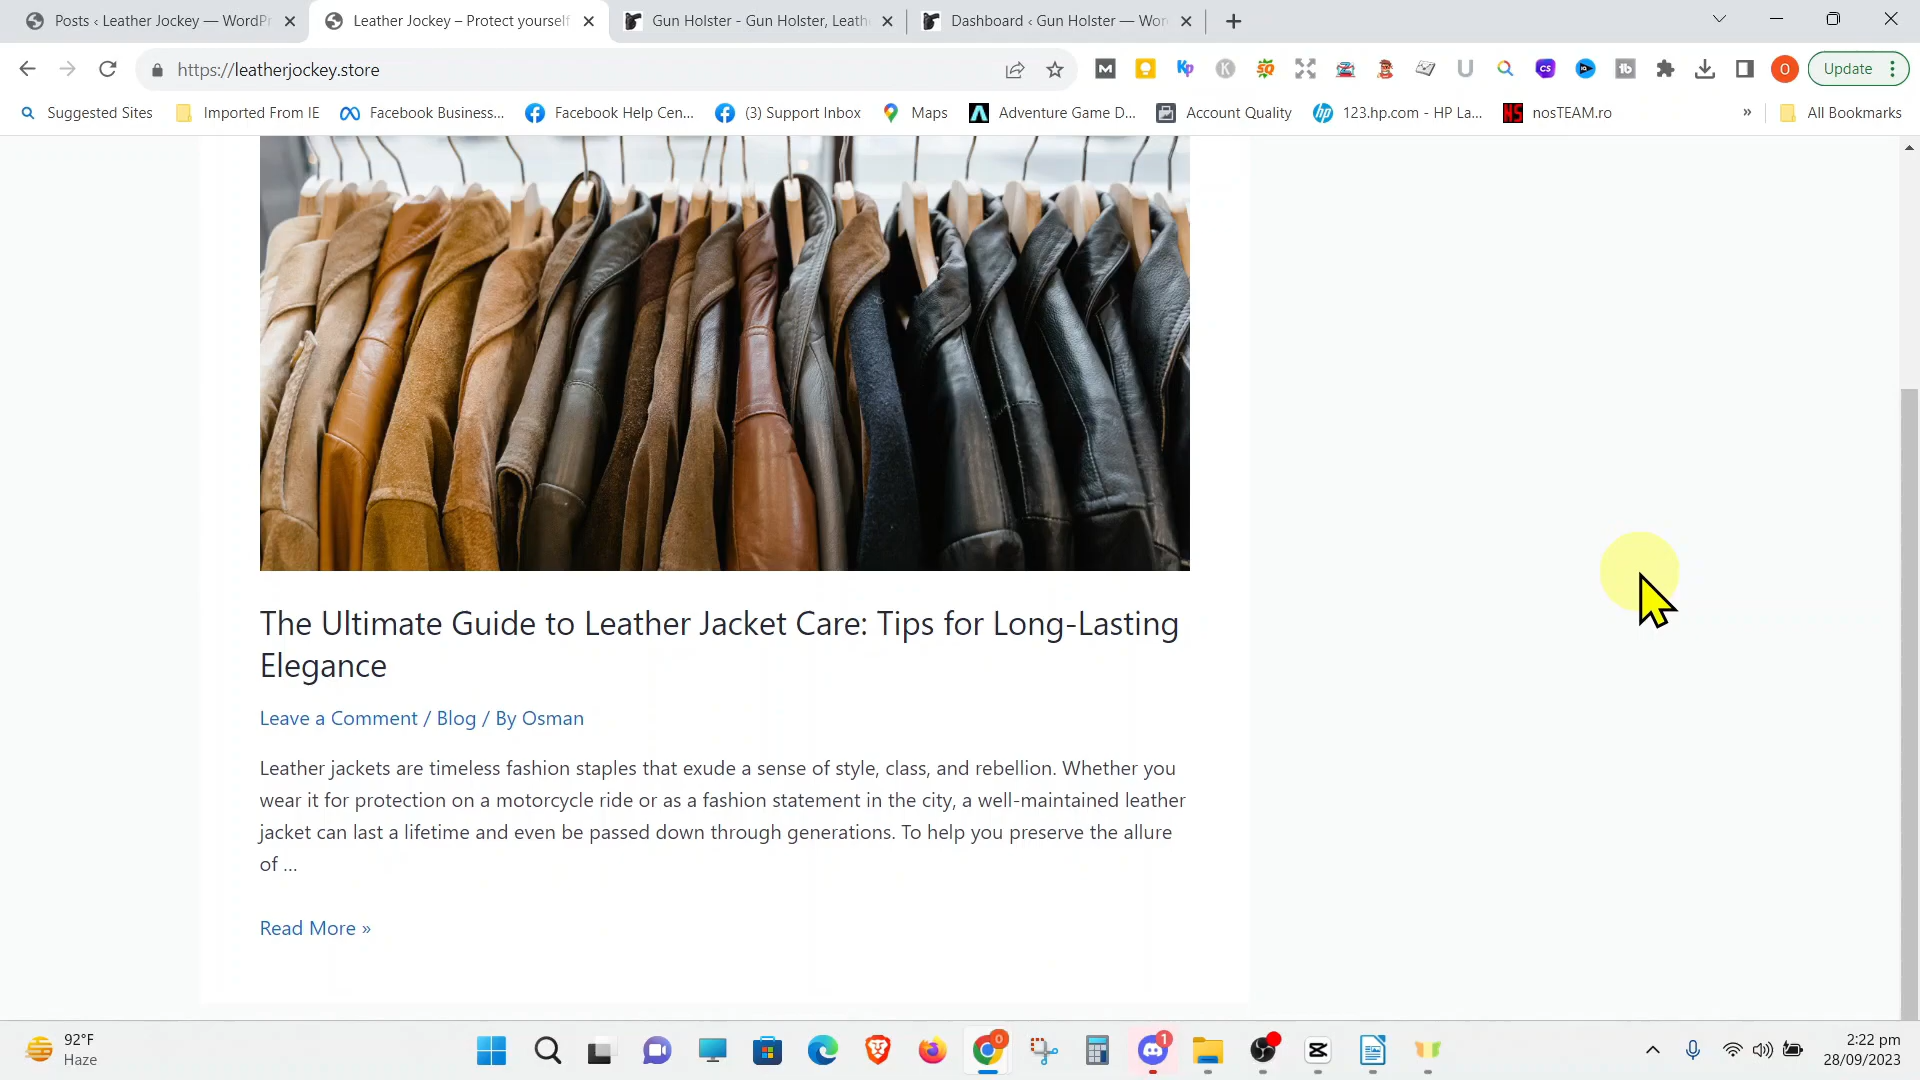 Posts ‹ Leather Jockey — WordPr
Leather Jockey – Protect yourself
Gun Holster - Gun Holster, Leath
Dashboard ‹ Gun Holster — Wor
https://leatherjockey.store
Update
Suggested Sites
Imported From IE
Facebook Business...
Facebook Help Cen...
(3) Support Inbox
Maps
Adventure Game D...
Account Quality
123.hp.com - HP La...
nosTEAM.ro
»
All Bookmarks
The Ultimate Guide to Leather Jacket Care: Tips for Long-Lasting
Elegance
Leave a Comment / Blog / By Osman
Leather jackets are timeless fashion staples that exude a sense of style, class, and rebellion. Whether you
wear it for protection on a motorcycle ride or as a fashion statement in the city, a well-maintained leather
jacket can last a lifetime and even be passed down through generations. To help you preserve the allure
of ...
Read More »
92°F
Haze
2:22 pm
28/09/2023